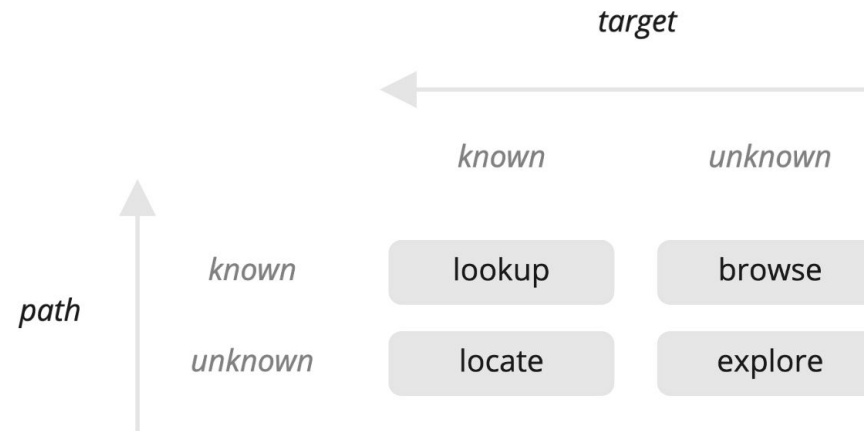 target
known unknown
known lookup browse
path
unknown locate explore